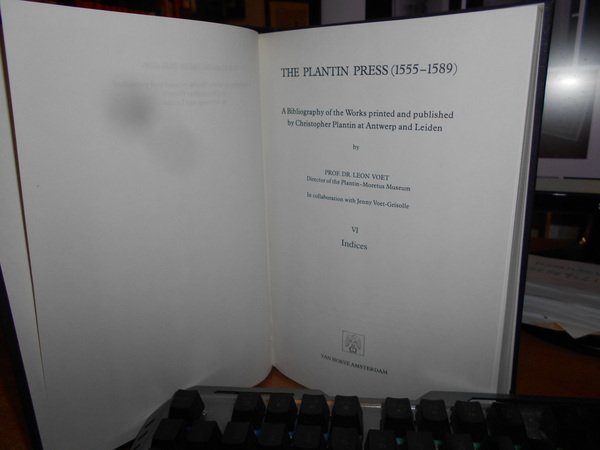 THE PLANTIN PRESS (1555–1589)
A Bibliography of the Works printed and published
by Christopher Plantin at Antwerp and Leiden
by
PROF. DR. LEON VOET
Director of the Plantin-Moretus Museum
In collaboration with Jenny Voet-Grisolle
VI
Indices
VAN HOEVE AMSTERDAM